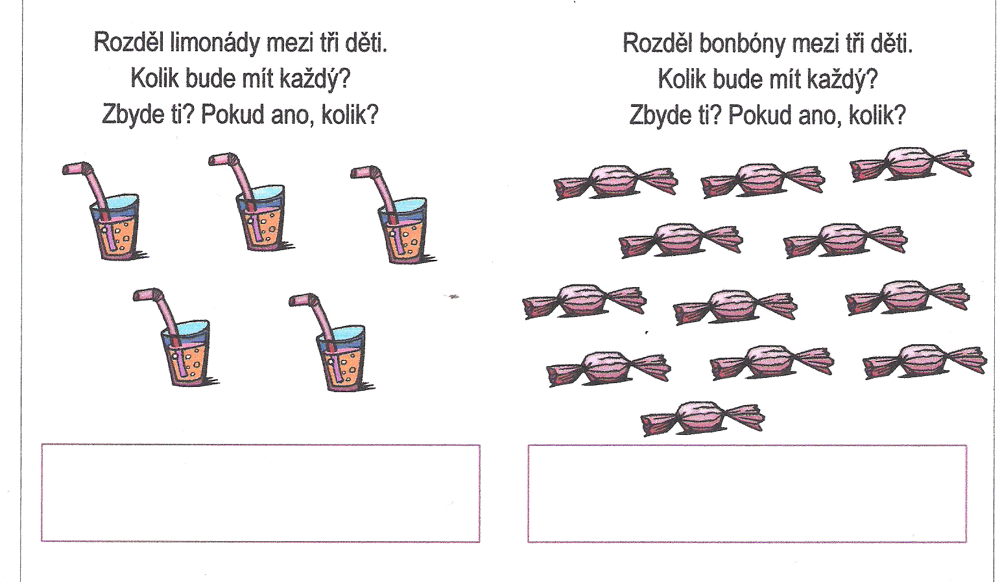 Rozděl limonády mezi tři děti.
Kolik bude mít každý?
Zbyde ti? Pokud ano, kolik?
Rozděl bonbóny mezi tři děti.
Kolik bude mít každý?
Zbyde ti? Pokud ano, kolik?